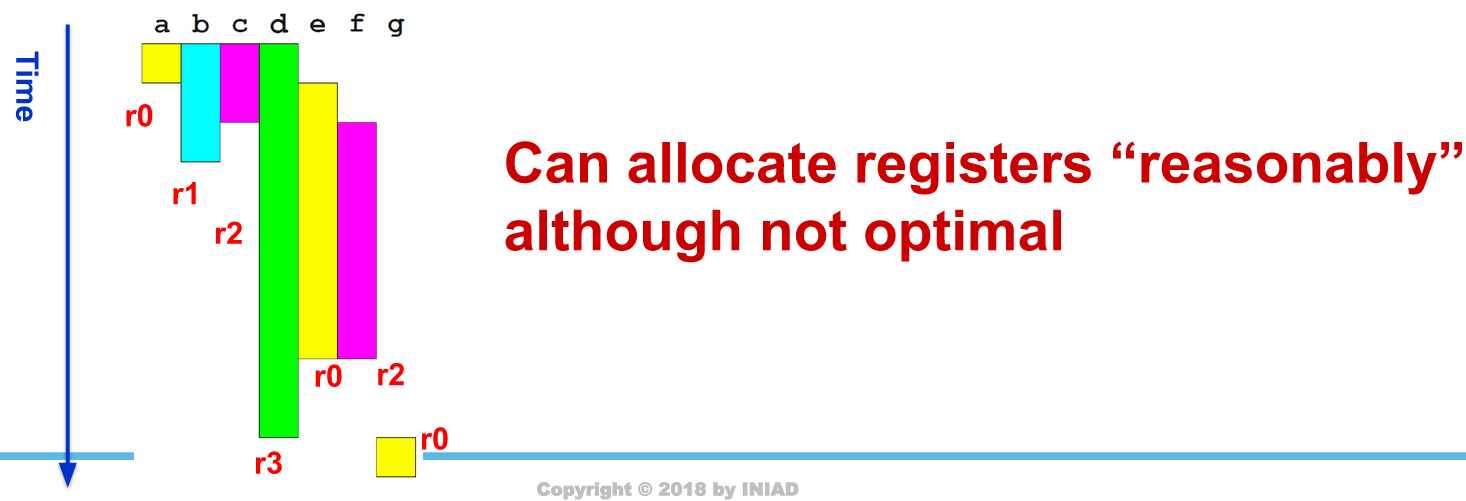 a b c d e f g
Time
r0
r1
r2
Can allocate registers “reasonably”
although not optimal
r0
r2
r0
r3
Copyright © 2018 by INIAD